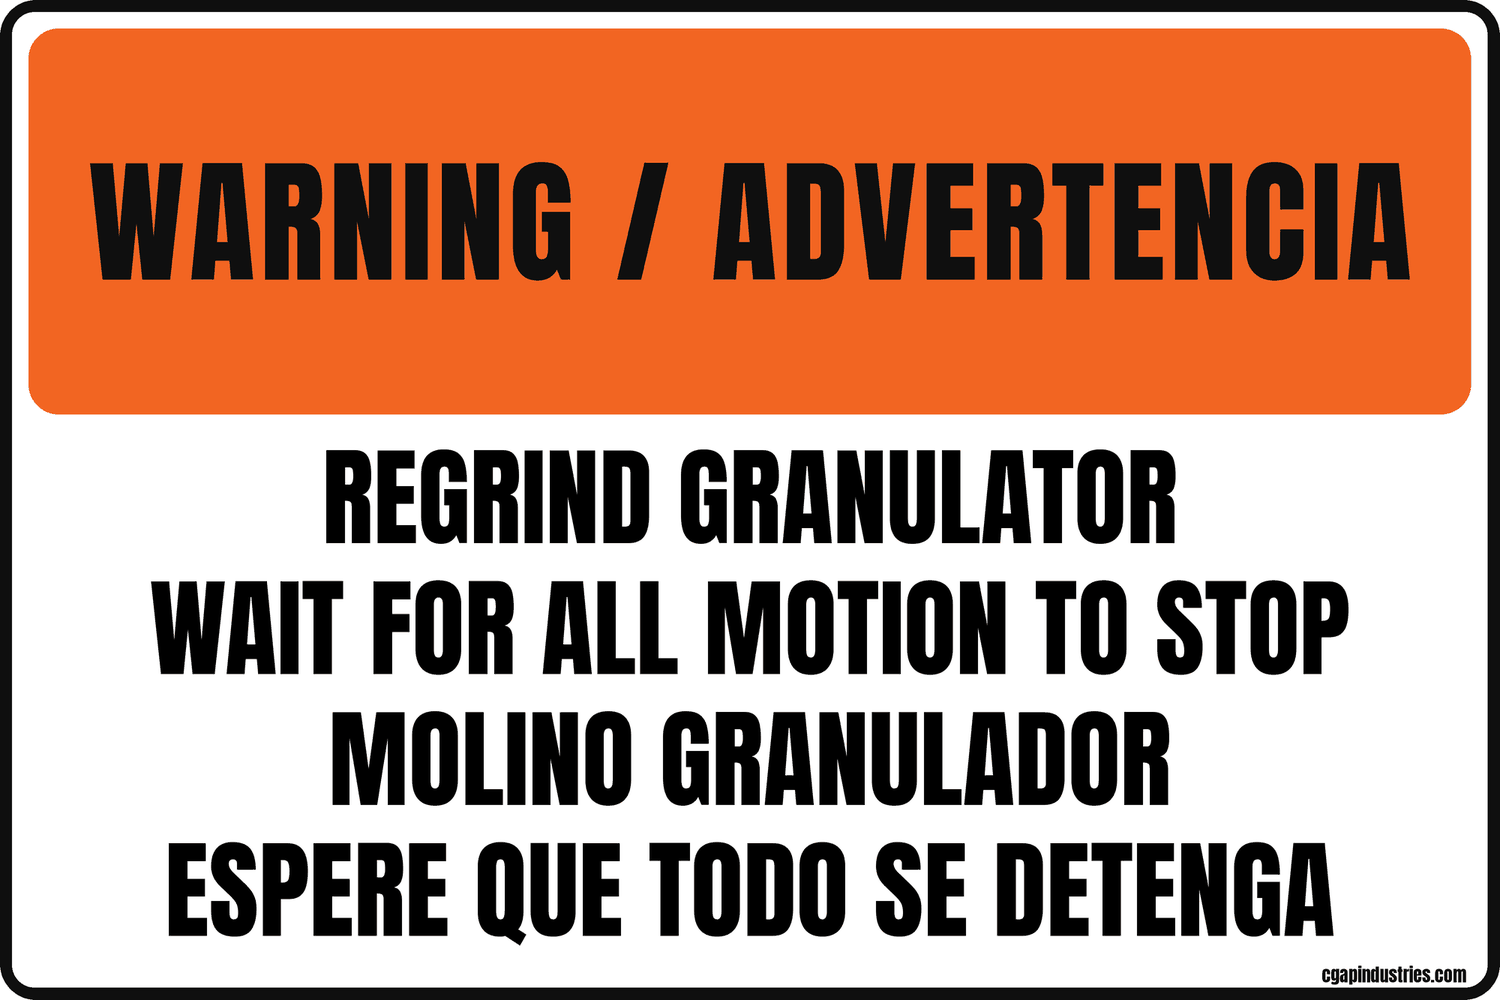 WARNING / ADVERTENCIA
REGRIND GRANULATOR
WAIT FOR ALL MOTION TO STOP
MOLINO GRANULADOR
ESPERE QUE TODO SE DETENGA
cgapindustries.com